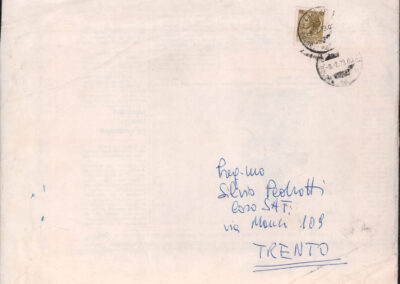 Preg.mo
Silvio Pedrotti
Coro SAT.
via Manci 109
TRENTO